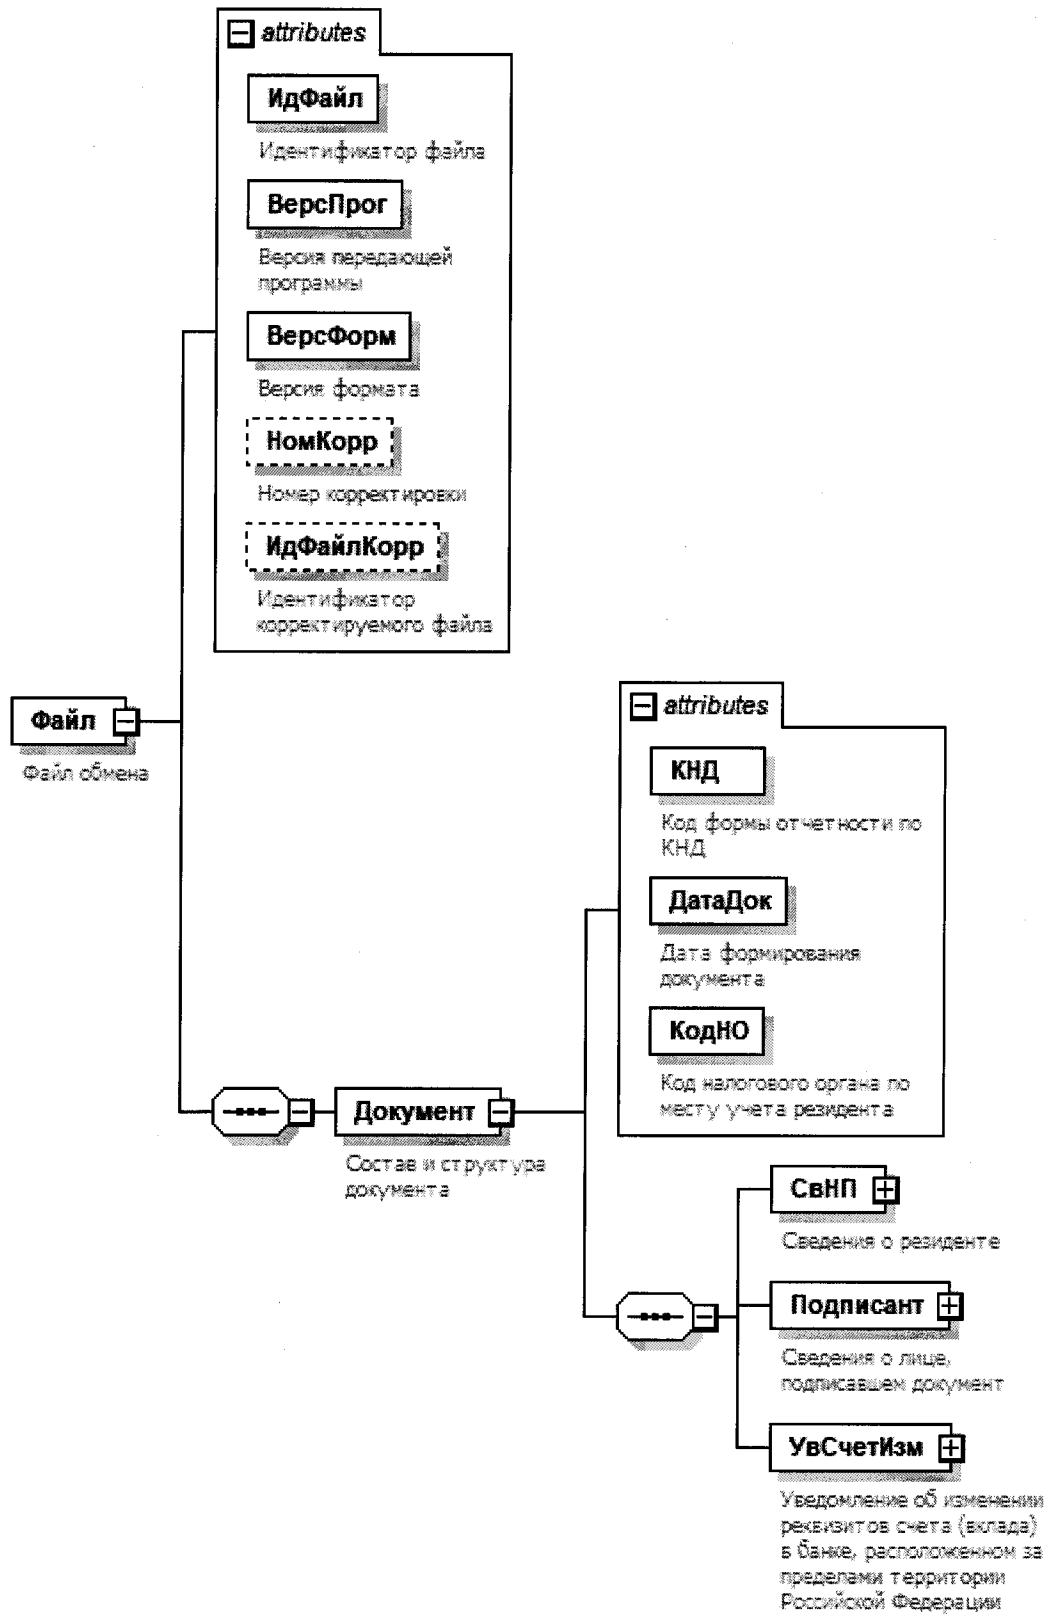 attributes
ИдФайл
Идентификатор файла
ВерсПрог
Версия передающей
программы
ВерсФорм
Версия формата
НомКорр
Номер корректировки
ИдФайлКорр
Идентификатор
корректируемого файла
Файл
Файл обмена
attributes
КНД
Код формы отчетности по
КНД
ДатаДок
Дата формирования
документа
КодНО
Код налогового органа по
месту учета резидента
Документ
Состав и структура
документа
СвНП
Сведения о резиденте
Подписант
Сведения о лице,
подписавшем документ
УвСчетИзм
Уведомление об изменении
реквизитов счета (вклада)
в банке, расположенном за
пределами территории
Российской Федерации